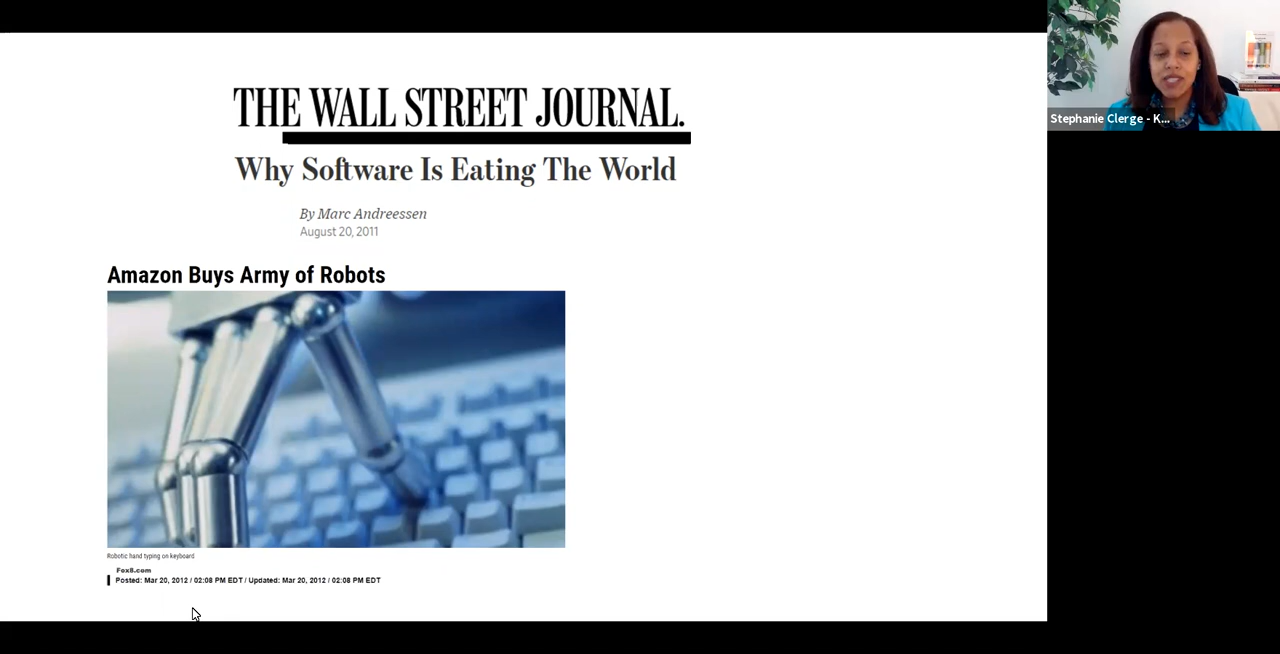 THE WALL STREET JOURNAL.
Why Software Is Eating The World
By Marc Andreessen
August 20, 2011
Amazon Buys Army of Robots
Robotic hand typing on keyboard
Fox8.com
Posted: Mar 20, 2012 / 02:08 PM EDT / Updated: Mar 20, 2012 / 02:08 PM EDT
Stephanie Clerge - K...